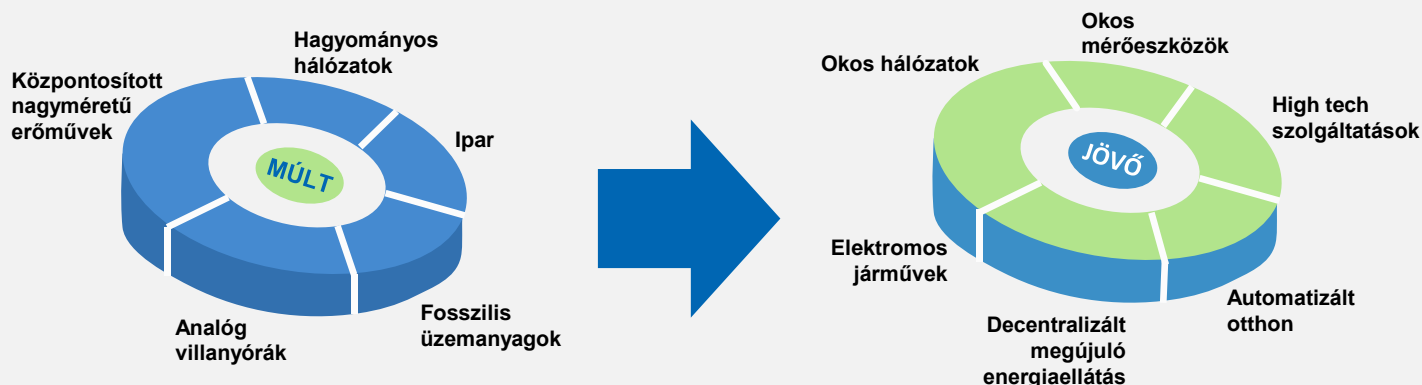 Központosított
nagyméretű
erőművek
Hagyományos
hálózatok
Ipar
MÚLT
Analóg
villanyórák
Fosszilis
üzemanyagok
Okos hálózatok
Okos
mérőeszközök
High tech
szolgáltatások
JÖVŐ
Elektromos
járművek
Decentralizált
megújuló
energiaellátás
Automatizált
otthon